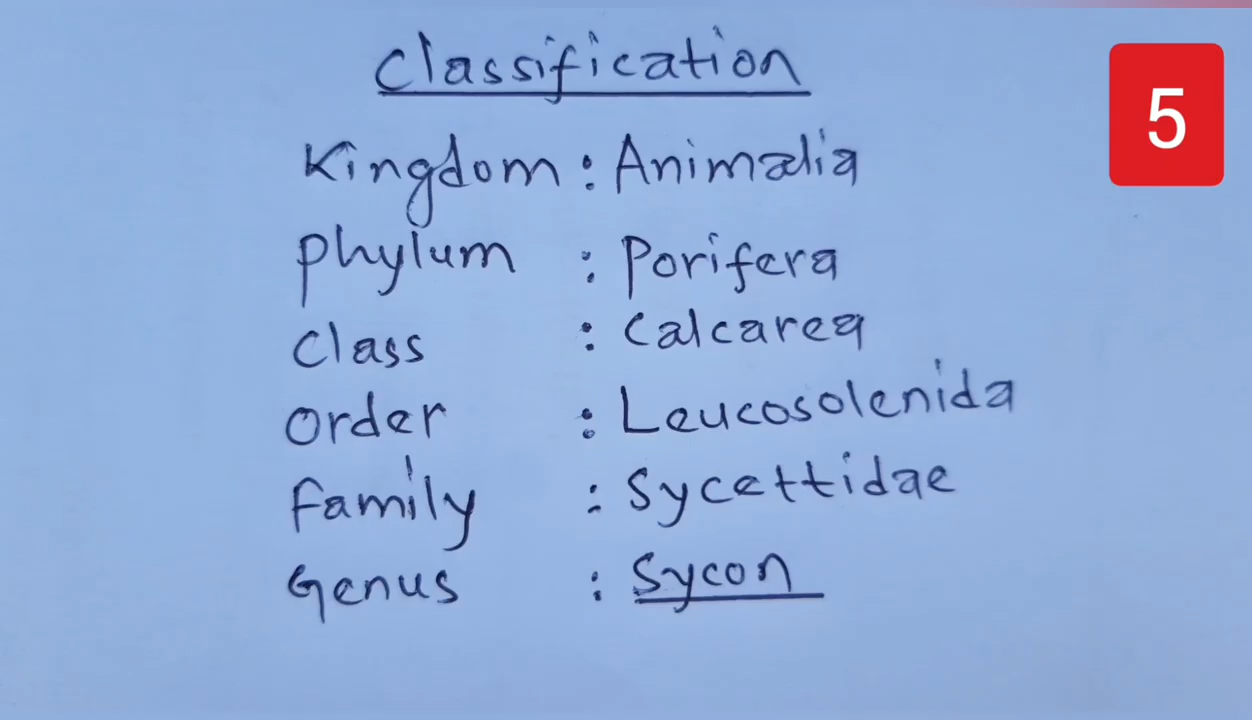 Classification
5
Kingdom : Animalia
Phylum : Porifera
Class : Calcarea
Order : Leucosolenida
Family : Sycettidae
Genus : Sycon